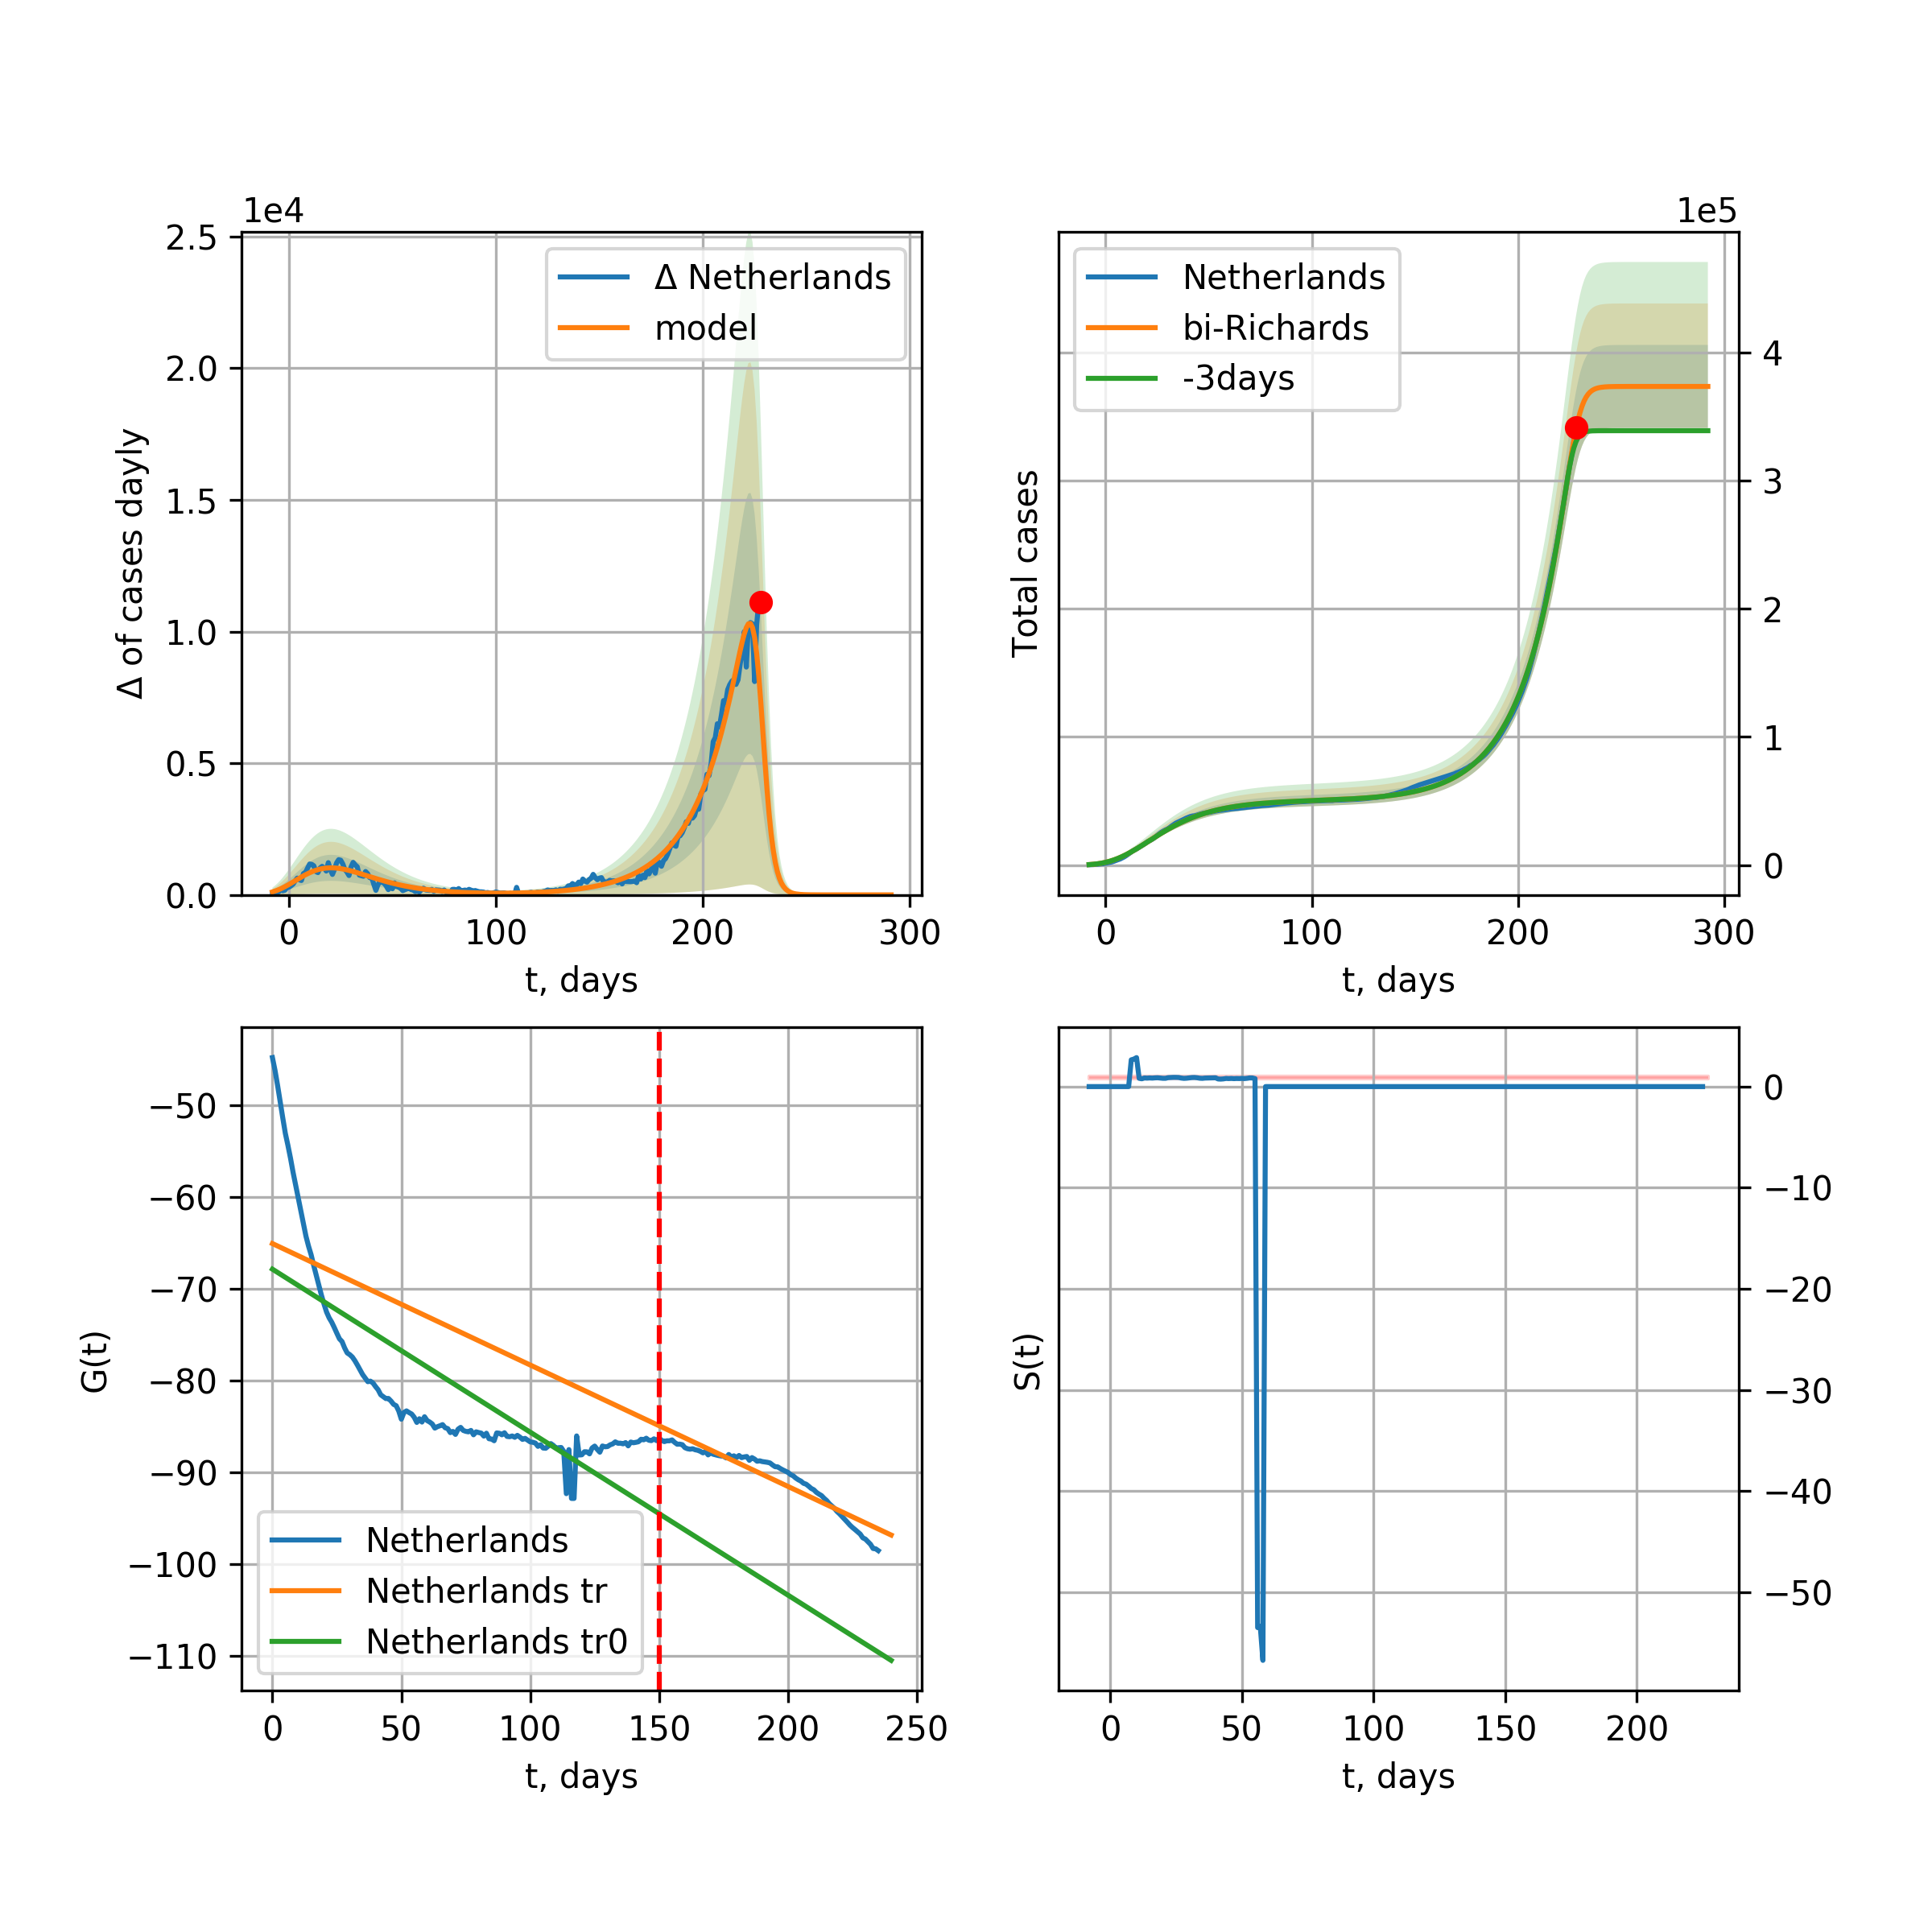 1e4
2.5
2.0
1.5
1.0
0.5
0.0
Δ of cases dayly
Δ Netherlands
model
0 100 200 300
t, days
1e5
Total cases
Netherlands
bi-Richards
-3days
4
3
2
1
0
0 100 200 300
t, days
−50
−60
−70
−80
−90
−100
−110
G(t)
Netherlands
Netherlands tr
Netherlands tr0
0 50 100 150 200 250
t, days
S(t)
0
−10
−20
−30
−40
−50
0 50 100 150 200
t, days